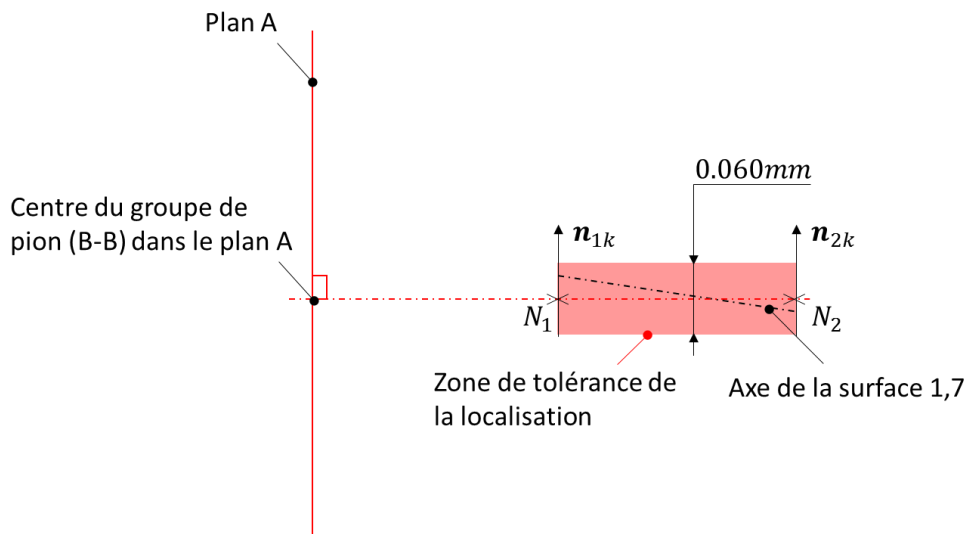 Plan A
0.060mm
Centre du groupe de
pion (B-B) dans le plan A
n₁ₖ
n₂ₖ
N₁
N₂
Zone de tolérance de
la localisation
Axe de la surface 1,7